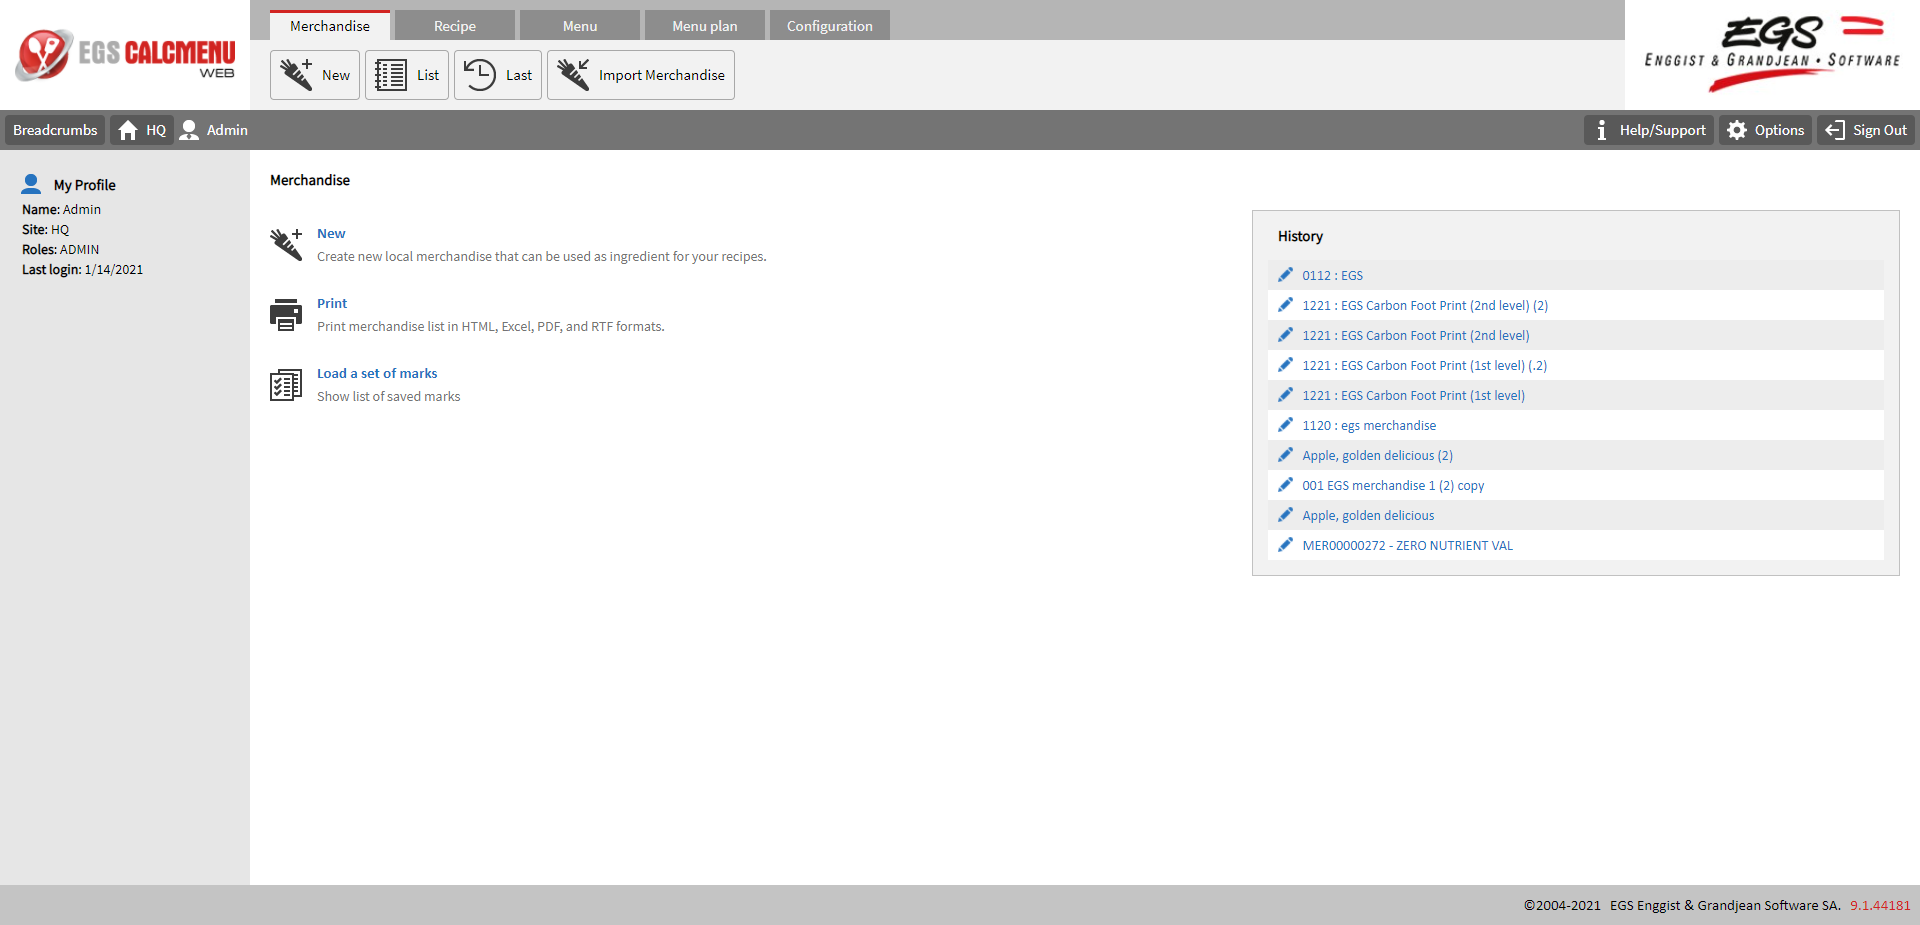 EGS CALCMENU
WEB
Merchandise
Recipe
Menu
Menu plan
Configuration
New
List
Last
Import Merchandise
EGS
ENGGIST & GRANDJEAN • SOFTWARE
Breadcrumbs
HQ
Admin
Help/Support
Options
Sign Out
My Profile
Name: Admin
Site: HQ
Roles: ADMIN
Last login: 1/14/2021
Merchandise
New
Create new local merchandise that can be used as ingredient for your recipes.
Print
Print merchandise list in HTML, Excel, PDF, and RTF formats.
Load a set of marks
Show list of saved marks
History
0112 : EGS
1221 : EGS Carbon Foot Print (2nd level) (2)
1221 : EGS Carbon Foot Print (2nd level)
1221 : EGS Carbon Foot Print (1st level) (.2)
1221 : EGS Carbon Foot Print (1st level)
1120 : egs merchandise
Apple, golden delicious (2)
001 EGS merchandise 1 (2) copy
Apple, golden delicious
MER00000272 - ZERO NUTRIENT VAL
©2004-2021 EGS Enggist & Grandjean Software SA. 9.1.44181